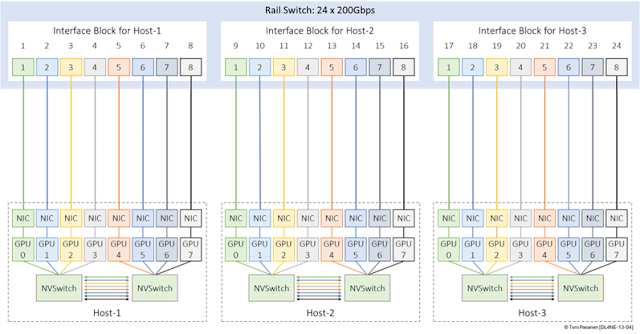 Rail Switch: 24 x 200Gbps
Interface Block for Host-1 Interface Block for Host-2 Interface Block for Host-3
1 2 3 4 5 6 7 8 9 10 11 12 13 14 15 16 17 18 19 20 21 22 23 24
1 2 3 4 5 6 7 8 1 2 3 4 5 6 7 8 1 2 3 4 5 6 7 8
NIC NIC NIC NIC NIC NIC NIC NIC NIC NIC NIC NIC NIC NIC NIC NIC NIC NIC NIC NIC NIC NIC NIC NIC
GPU GPU GPU GPU GPU GPU GPU GPU GPU GPU GPU GPU GPU GPU GPU GPU GPU GPU GPU GPU GPU GPU GPU GPU
0 1 2 3 4 5 6 7 0 1 2 3 4 5 6 7 0 1 2 3 4 5 6 7
NVSwitch NVSwitch NVSwitch NVSwitch NVSwitch NVSwitch
Host-1 Host-2 Host-3
© Toni Pasanen [DL4NE-13-04]